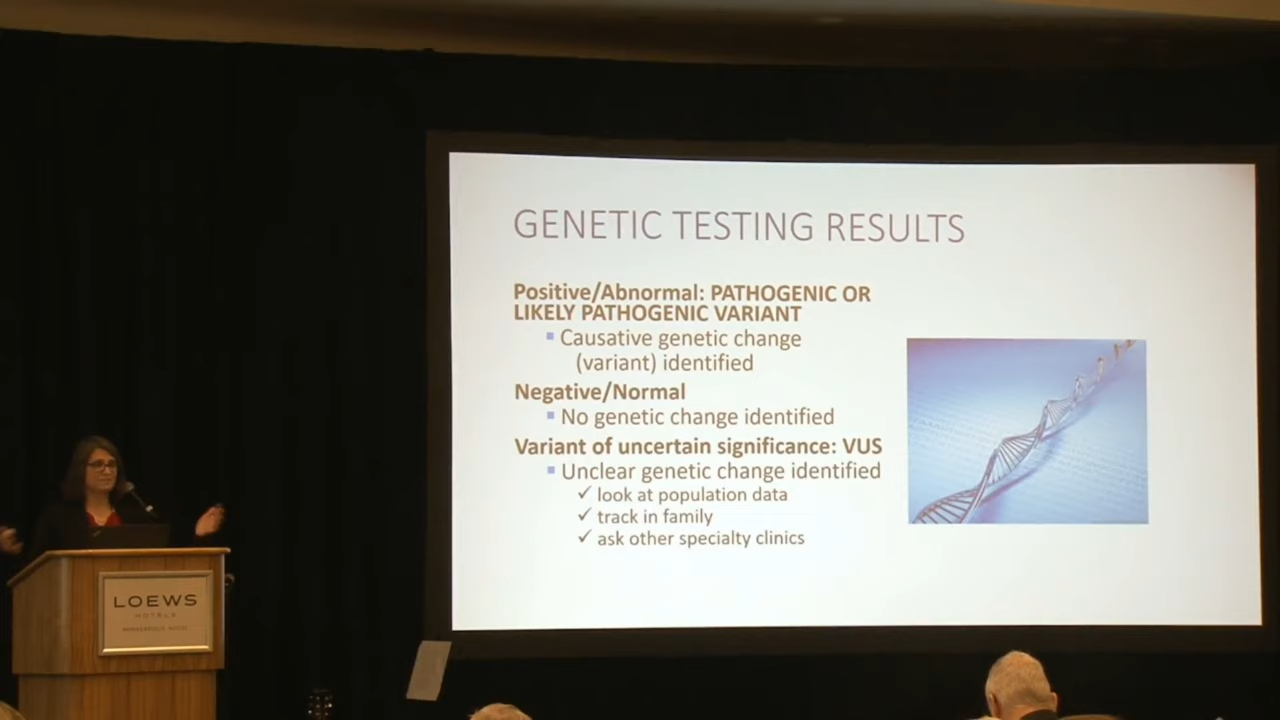 GENETIC TESTING RESULTS
Positive/Abnormal: PATHOGENIC OR
LIKELY PATHOGENIC VARIANT
Causative genetic change
(variant) identified
Negative/Normal
No genetic change identified
Variant of uncertain significance: VUS
Unclear genetic change identified
✓ look at population data
✓ track in family
✓ ask other specialty clinics
LOEWS
HOTELS
MINNEAPOLIS HOTEL